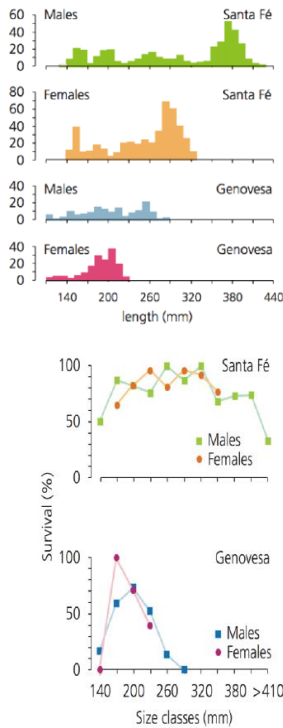 60 Males Santa Fé
40
20
0
80 Females Santa Fé
60
40
20
0
40 Males Genovesa
20
0
40 Females Genovesa
20
0
140 200 260 320 380 440
length (mm)
100 Santa Fé
50
Males
Females
0
Survival (%)
100 Genovesa
50
Males
Females
0
140 200 260 320 >410
Size classes (mm)